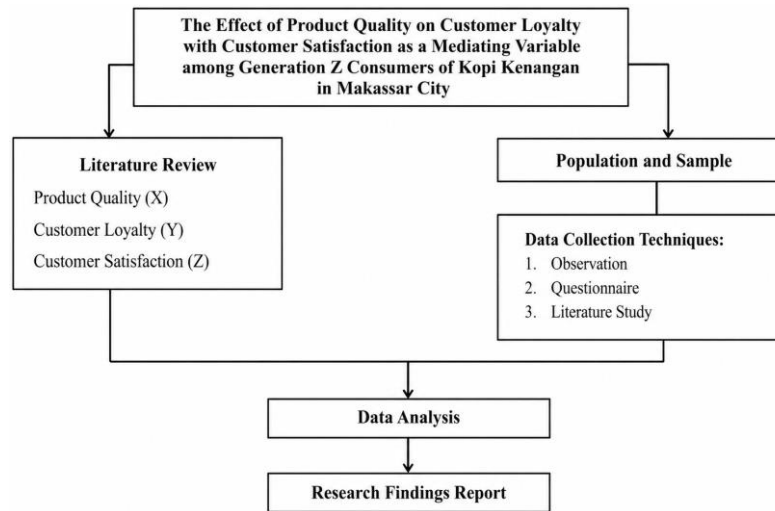 The Effect of Product Quality on Customer Loyalty
with Customer Satisfaction as a Mediating Variable
among Generation Z Consumers of Kopi Kenangan
in Makassar City
Literature Review
Product Quality (X)
Customer Loyalty (Y)
Customer Satisfaction (Z)
Population and Sample
Data Collection Techniques:
1. Observation
2. Questionnaire
3. Literature Study
Data Analysis
Research Findings Report